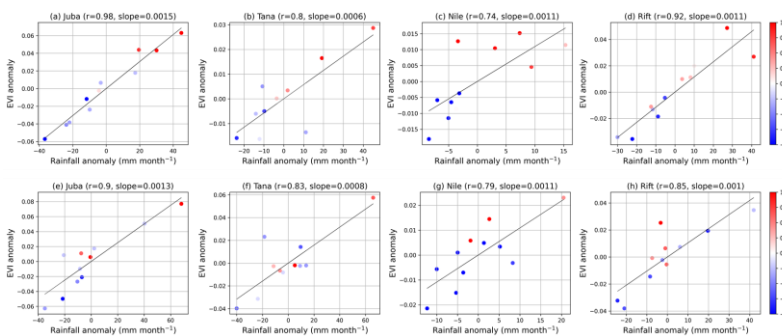 (a) Juba (r=0.98, slope=0.0015)
(b) Tana (r=0.8, slope=0.0006)
(c) Nile (r=0.74, slope=0.0011)
(d) Rift (r=0.92, slope=0.0011)
EVI anomaly
0.06
0.04
0.02
0.00
−0.02
−0.04
−0.06
−40 −20 0 20 40
Rainfall anomaly (mm month⁻¹)
EVI anomaly
0.03
0.02
0.01
0.00
−0.01
−20 0 20 40
Rainfall anomaly (mm month⁻¹)
EVI anomaly
0.015
0.010
0.005
0.000
−0.005
−0.010
−0.015
−5 0 5 10 15
Rainfall anomaly (mm month⁻¹)
EVI anomaly
0.04
0.02
0.00
−0.02
−30 −20 −10 0 10 20 30 40
Rainfall anomaly (mm month⁻¹)
(e) Juba (r=0.9, slope=0.0013)
(f) Tana (r=0.83, slope=0.0008)
(g) Nile (r=0.79, slope=0.0011)
(h) Rift (r=0.85, slope=0.001)
EVI anomaly
0.08
0.06
0.04
0.02
0.00
−0.02
−0.04
−0.06
−40 −20 0 20 40 60
Rainfall anomaly (mm month⁻¹)
EVI anomaly
0.06
0.04
0.02
0.00
−0.02
−0.04
−40 −20 0 20 40 60
Rainfall anomaly (mm month⁻¹)
EVI anomaly
0.02
0.01
0.00
−0.01
−0.02
−10 −5 0 5 10 15 20
Rainfall anomaly (mm month⁻¹)
EVI anomaly
0.04
0.02
0.00
−0.02
−0.04
−20 −10 0 10 20 30 40
Rainfall anomaly (mm month⁻¹)